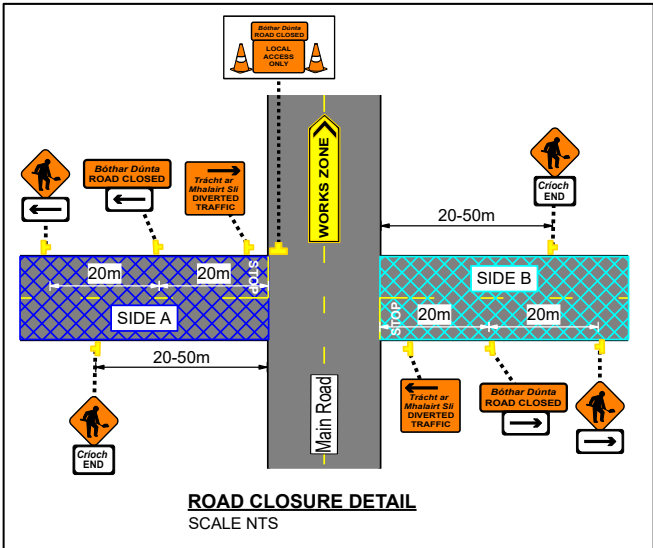 Bóthar Dúnta
ROAD CLOSED
LOCAL
ACCESS
ONLY
WORKS ZONE
Bóthar Dúnta
ROAD CLOSED
Trácht ar
Mhalairt Slí
DIVERTED
TRAFFIC
Críoch
END
20-50m
20m
20m
STOP
SIDE A
SIDE B
STOP
20m
20m
20-50m
Main Road
Críoch
END
Trácht ar
Mhalairt Slí
DIVERTED
TRAFFIC
Bóthar Dúnta
ROAD CLOSED
ROAD CLOSURE DETAIL
SCALE NTS